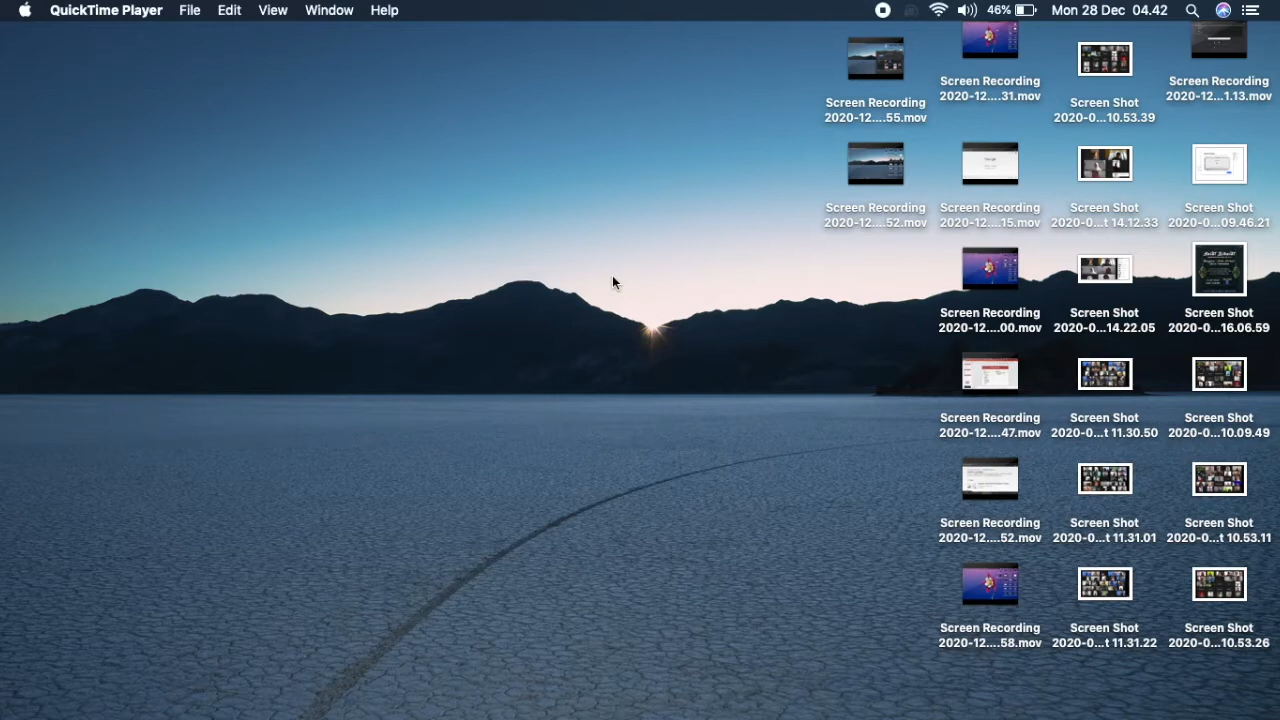 QuickTime Player File Edit View Window Help 46% Mon 28 Dec 04.42
Screen Recording
2020-12....55.mov
Screen Recording
2020-12....31.mov
Screen Shot
2020-0...10.53.39
Screen Recording
2020-12...1.13.mov
Screen Recording
2020-12....52.mov
Screen Recording
2020-12....15.mov
Screen Shot
2020-0...t 14.12.33
Screen Shot
2020-0...09.46.21
Screen Recording
2020-12....00.mov
Screen Shot
2020-0...14.22.05
Screen Shot
2020-0...16.06.59
Screen Recording
2020-12....47.mov
Screen Shot
2020-0...t 11.30.50
Screen Shot
2020-0...10.09.49
Screen Recording
2020-12....52.mov
Screen Shot
2020-0...t 11.31.01
Screen Shot
2020-0...t 10.53.11
Screen Recording
2020-12....58.mov
Screen Shot
2020-0...t 11.31.22
Screen Shot
2020-0...10.53.26